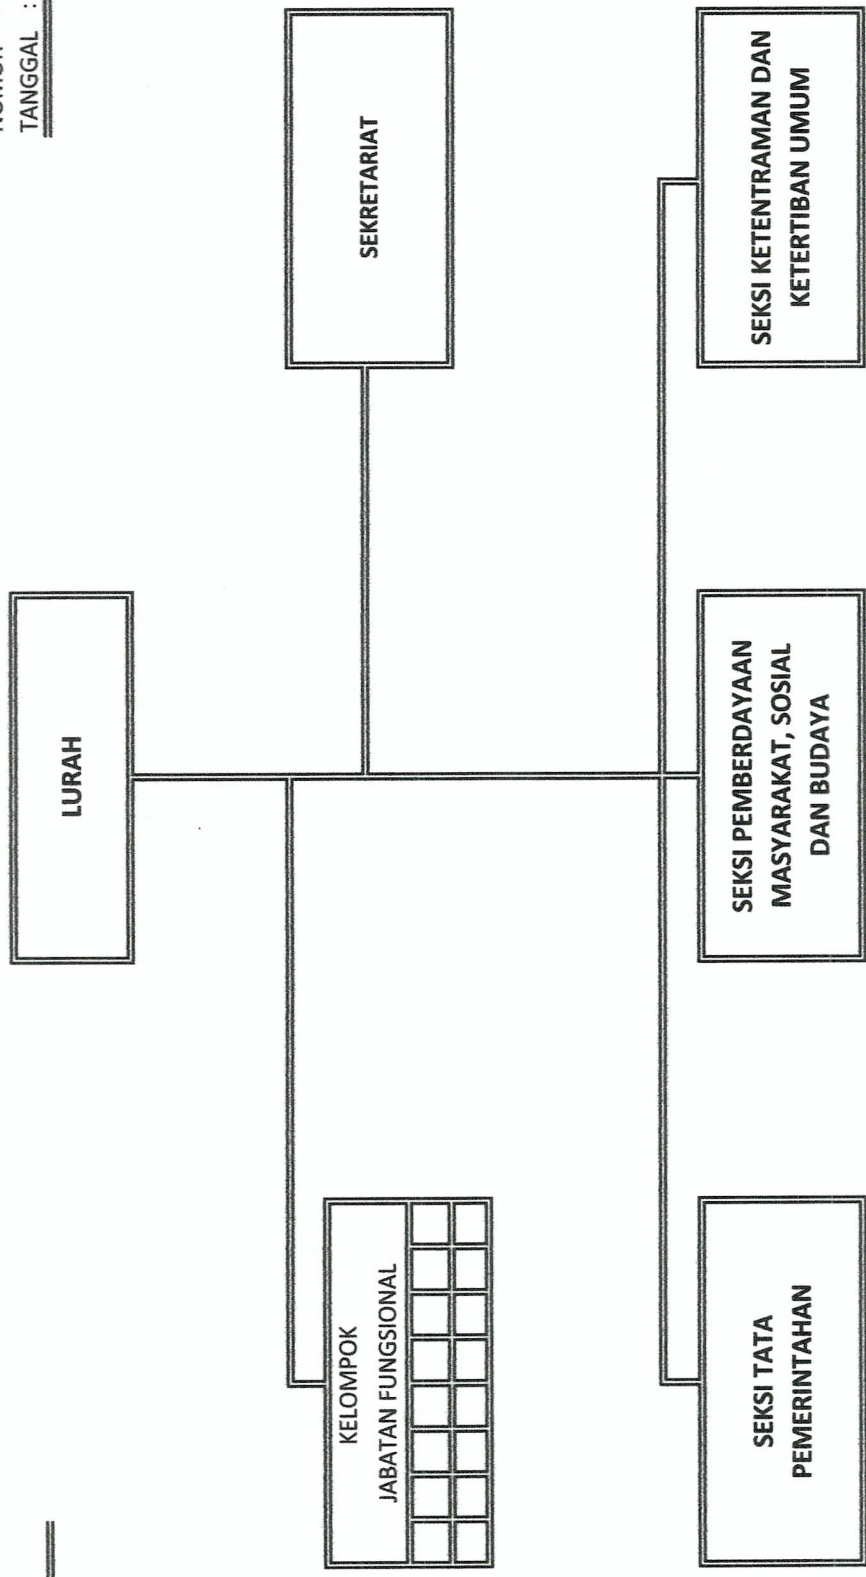 TANGGAL :
LURAH
SEKRETARIAT
KELOMPOK
JABATAN FUNGSIONAL
SEKSI TATA
PEMERINTAHAN
SEKSI PEMBERDAYAAN
MASYARAKAT, SOSIAL
DAN BUDAYA
SEKSI KETENTRAMAN DAN
KETERTIBAN UMUM